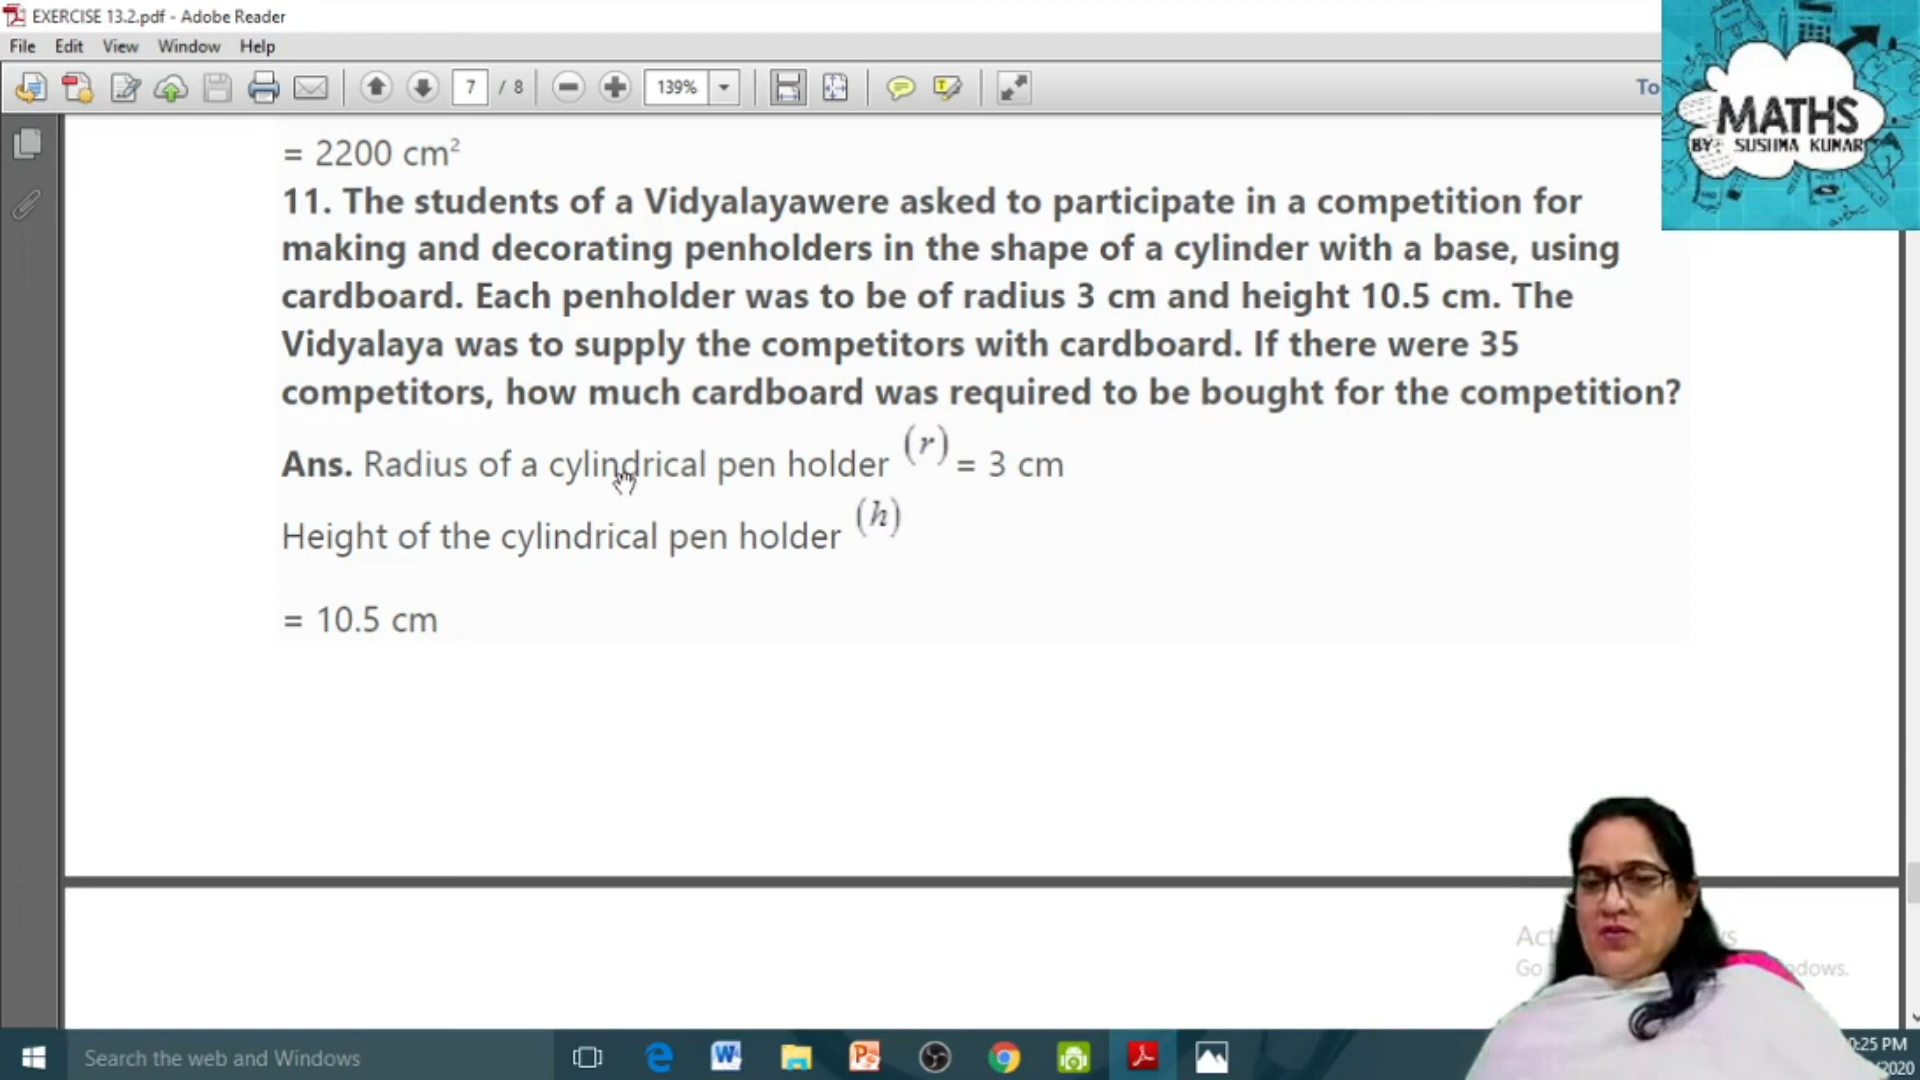 EXERCISE 13.2.pdf - Adobe Reader
File Edit View Window Help
7 / 8 139% To
MATHS
BY: SUSHMA KUMAR
= 2200 cm²
11. The students of a Vidyalayawere asked to participate in a competition for
making and decorating penholders in the shape of a cylinder with a base, using
cardboard. Each penholder was to be of radius 3 cm and height 10.5 cm. The
Vidyalaya was to supply the competitors with cardboard. If there were 35
competitors, how much cardboard was required to be bought for the competition?
Ans. Radius of a cylindrical pen holder (r) = 3 cm
Height of the cylindrical pen holder (h)
= 10.5 cm
Search the web and Windows